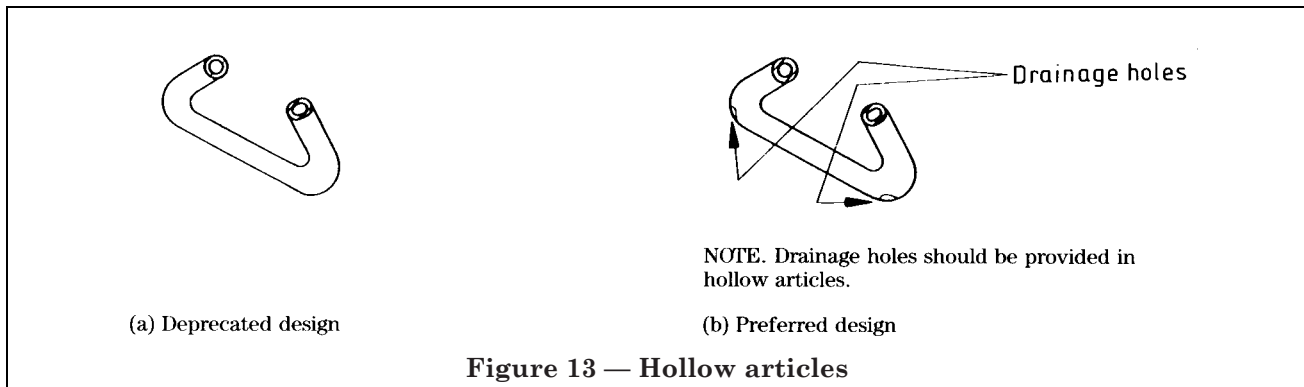 Drainage holes
NOTE. Drainage holes should be provided in
hollow articles.
(a) Deprecated design
(b) Preferred design
Figure 13 — Hollow articles